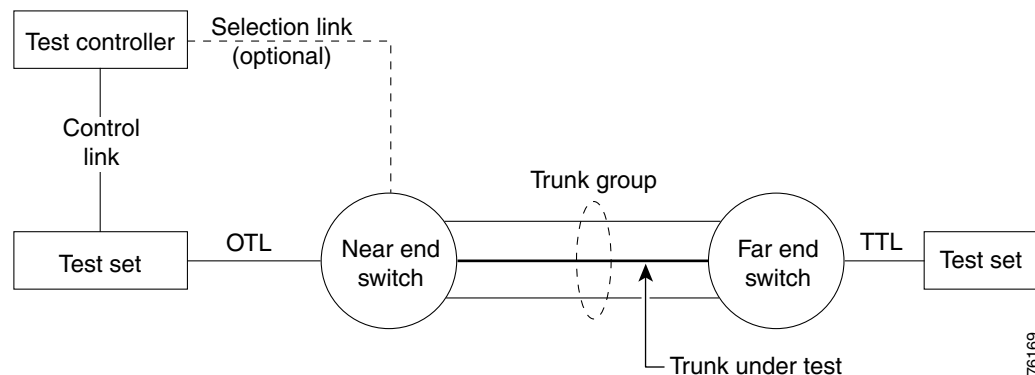 Test controller
Selection link
(optional)
Control
link
Trunk group
Test set
OTL
Near end
switch
Far end
switch
TTL
Test set
Trunk under test
76169